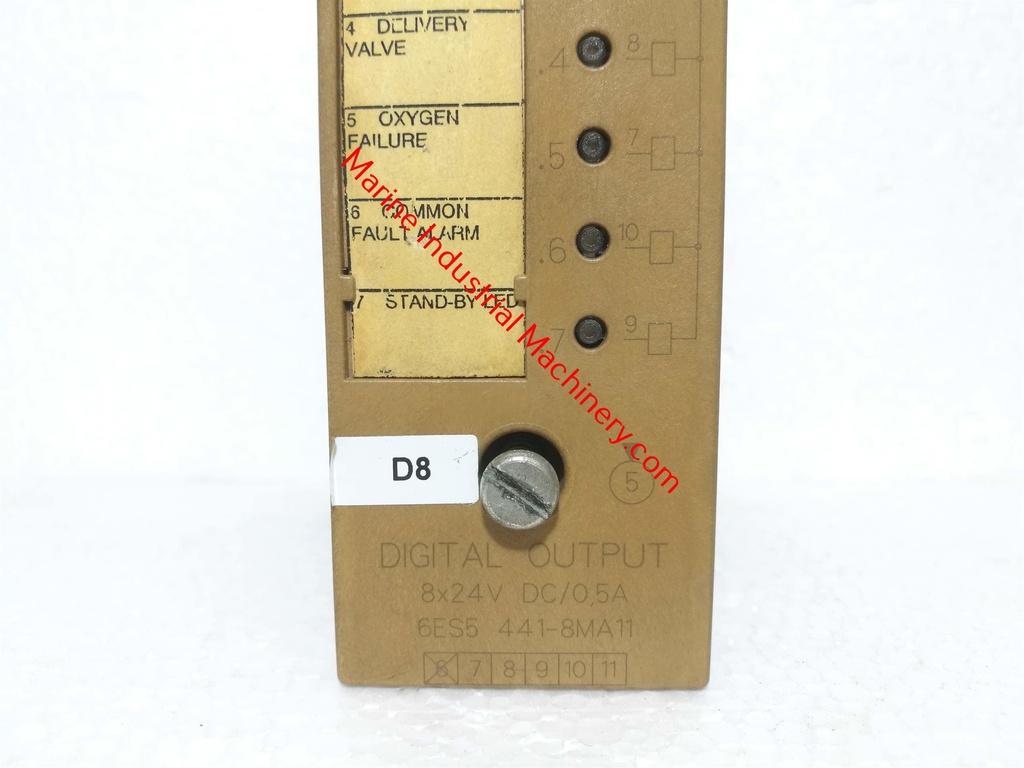 4 DELIVERY
VALVE
.4 8
5 OXYGEN
FAILURE
.5 7
6 COMMON
FAULT ALARM
.6 10
7 STAND-BY LED
.7 9
Marine Industrial Machinery.com
D8
5
DIGITAL OUTPUT
8x24V DC/0,5A
6ES5 441-8MA11
6 7 8 9 10 11